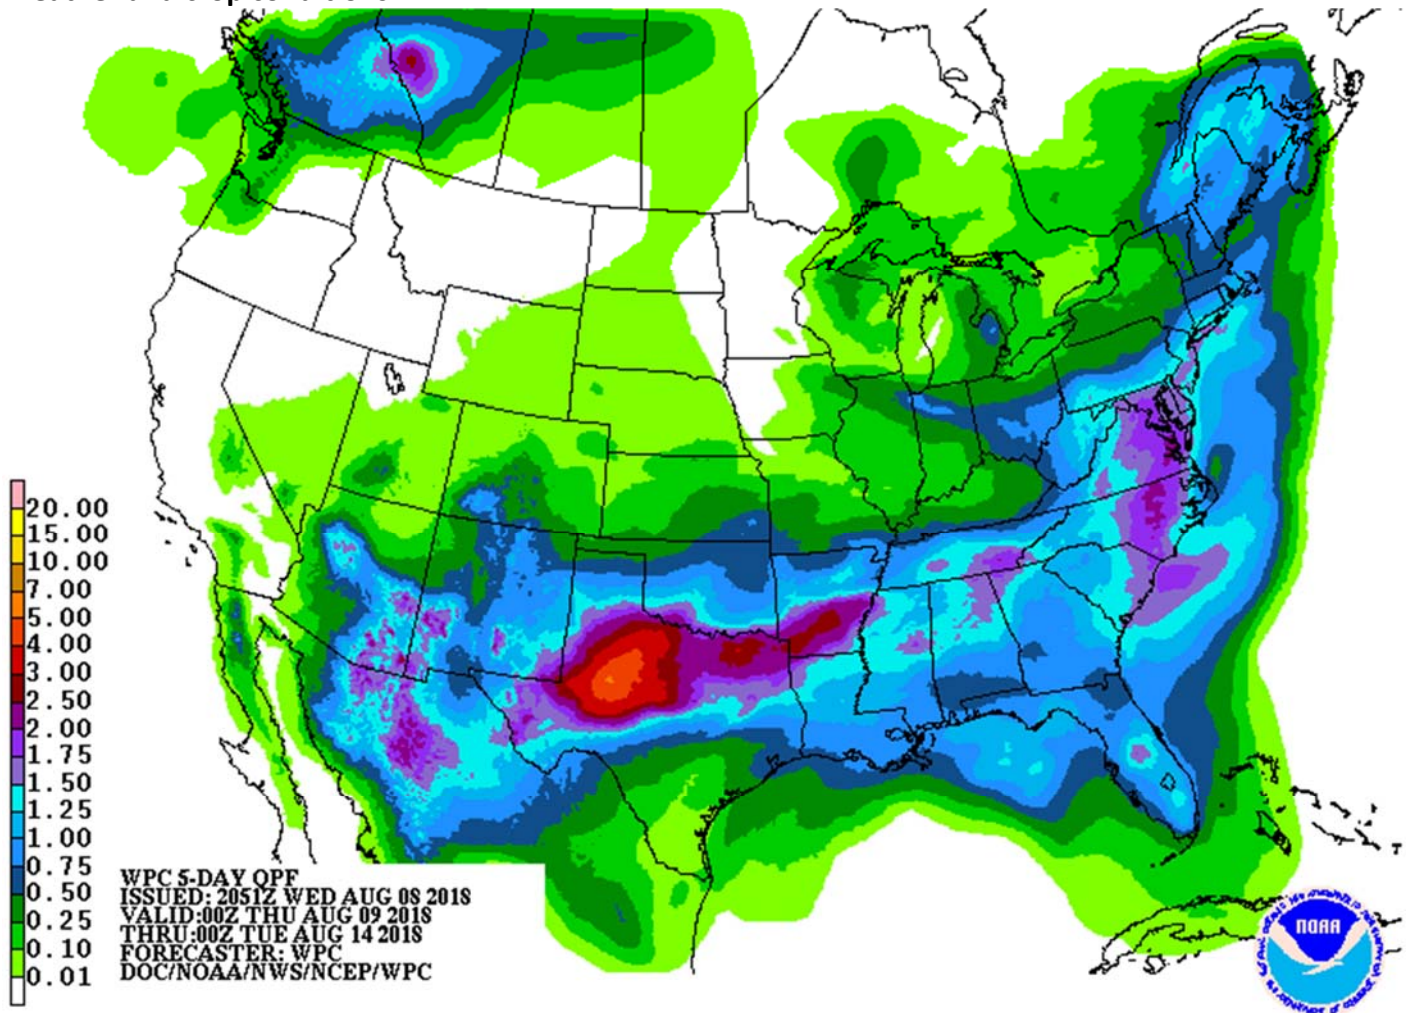 20.00
15.00
10.00
7.00
5.00
4.00
3.00
2.50
2.00
1.75
1.50
1.25
1.00
0.75
0.50
0.25
0.10
0.01
WPC 5-DAY QPF
ISSUED: 2051Z WED AUG 08 2018
VALID:00Z THU AUG 09 2018
THRU:00Z TUE AUG 14 2018
FORECASTER: WPC
DOC/NOAA/NWS/NCEP/WPC
NOAA